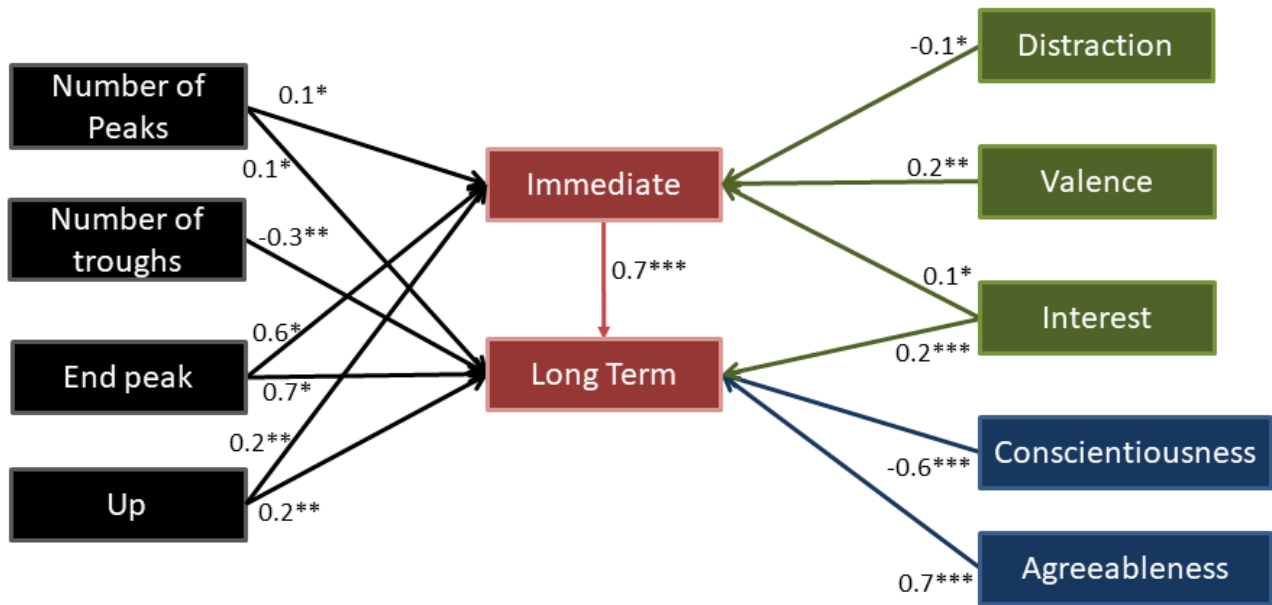 Number of
Peaks
Number of
troughs
End peak
Up
0.1*
0.1*
-0.3**
0.6*
0.7*
0.2**
0.2**
Immediate
0.7***
Long Term
-0.1*
0.2**
0.1*
0.2***
-0.6***
0.7***
Distraction
Valence
Interest
Conscientiousness
Agreeableness